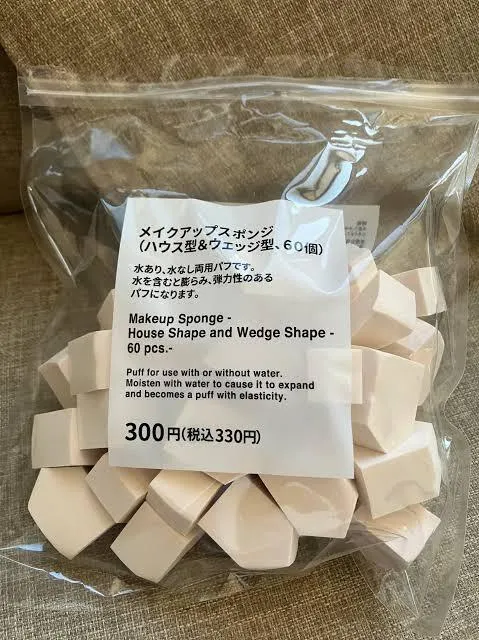 メイクアップスポンジ
（ハウス型&ウエッジ型、60個）
水あり、水なし両用パフです。
水を含むと膨らみ、弾力性のある
パフになります。
Makeup Sponge -
House Shape and Wedge Shape -
60 pcs.-
Puff for use with or without water.
Moisten with water to cause it to expand
and becomes a puff with elasticity.
300円(税込330円)